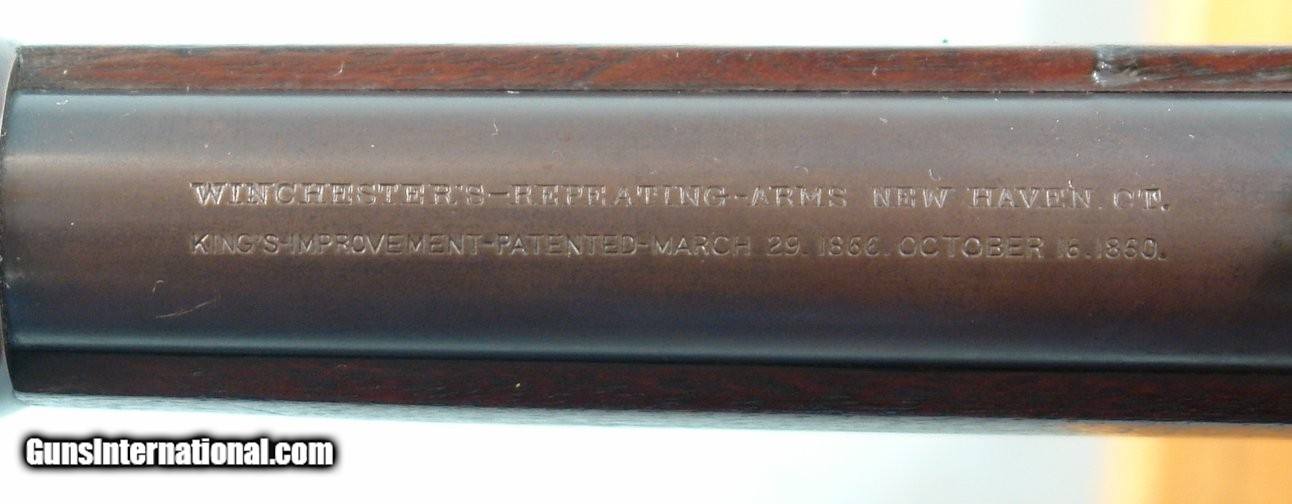 WINCHESTER'S-REPEATING-ARMS NEW HAVEN. CT.
KING'S-IMPROVEMENT-PATENTED-MARCH 29. 1866. OCTOBER 16. 1860.
GunsInternational.com